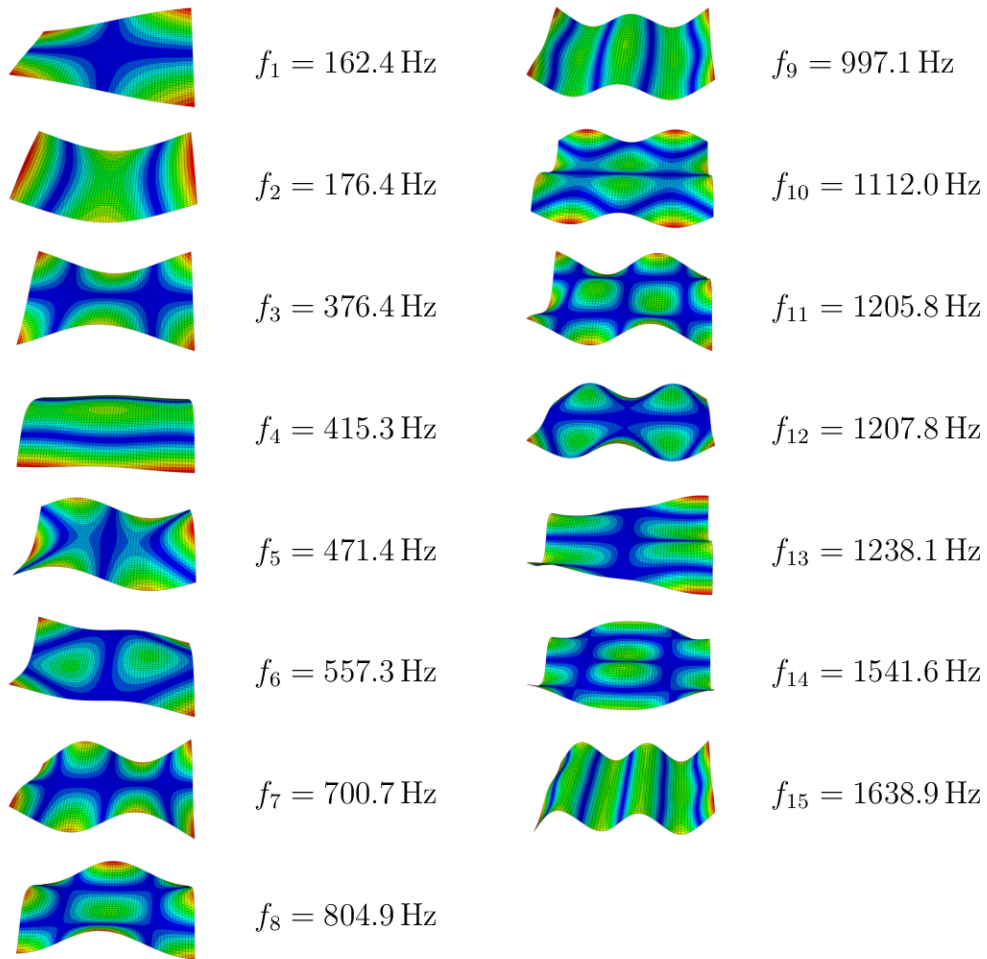 f₁ = 162.4 Hz
f₂ = 176.4 Hz
f₃ = 376.4 Hz
f₄ = 415.3 Hz
f₅ = 471.4 Hz
f₆ = 557.3 Hz
f₇ = 700.7 Hz
f₈ = 804.9 Hz
f₉ = 997.1 Hz
f₁₀ = 1112.0 Hz
f₁₁ = 1205.8 Hz
f₁₂ = 1207.8 Hz
f₁₃ = 1238.1 Hz
f₁₄ = 1541.6 Hz
f₁₅ = 1638.9 Hz